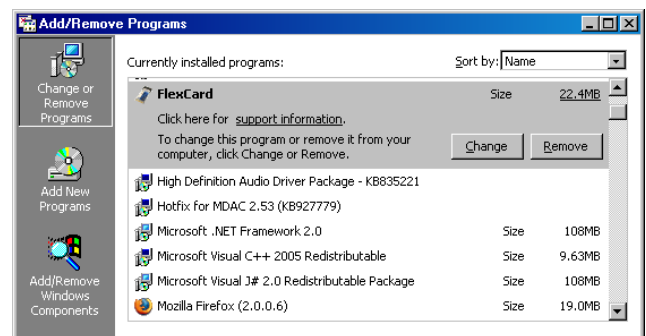 Add/Remove Programs
Change or
Remove
Programs
Add New
Programs
Add/Remove
Windows
Components
Currently installed programs:
Sort by: Name
FlexCard Size 22.4MB
Click here for support information.
To change this program or remove it from your
computer, click Change or Remove.
Change Remove
High Definition Audio Driver Package - KB835221
Hotfix for MDAC 2.53 (KB927779)
Microsoft .NET Framework 2.0 Size 108MB
Microsoft Visual C++ 2005 Redistributable Size 9.63MB
Microsoft Visual J# 2.0 Redistributable Package Size 108MB
Mozilla Firefox (2.0.0.6) Size 19.0MB